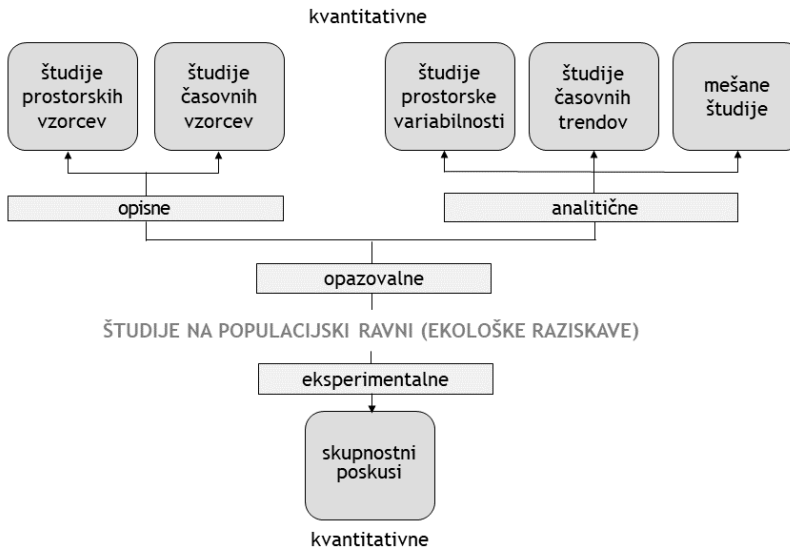 kvantitativne
študije
prostorskih
vzorcev
študije
časovnih
vzorcev
študije
prostorske
variabilnosti
študije
časovnih
trendov
mešane
študije
opisne
analitične
opazovalne
ŠTUDIJE NA POPULACIJSKI RAVNI (EKOLOŠKE RAZISKAVE)
eksperimentalne
skupnostni
poskusi
kvantitativne